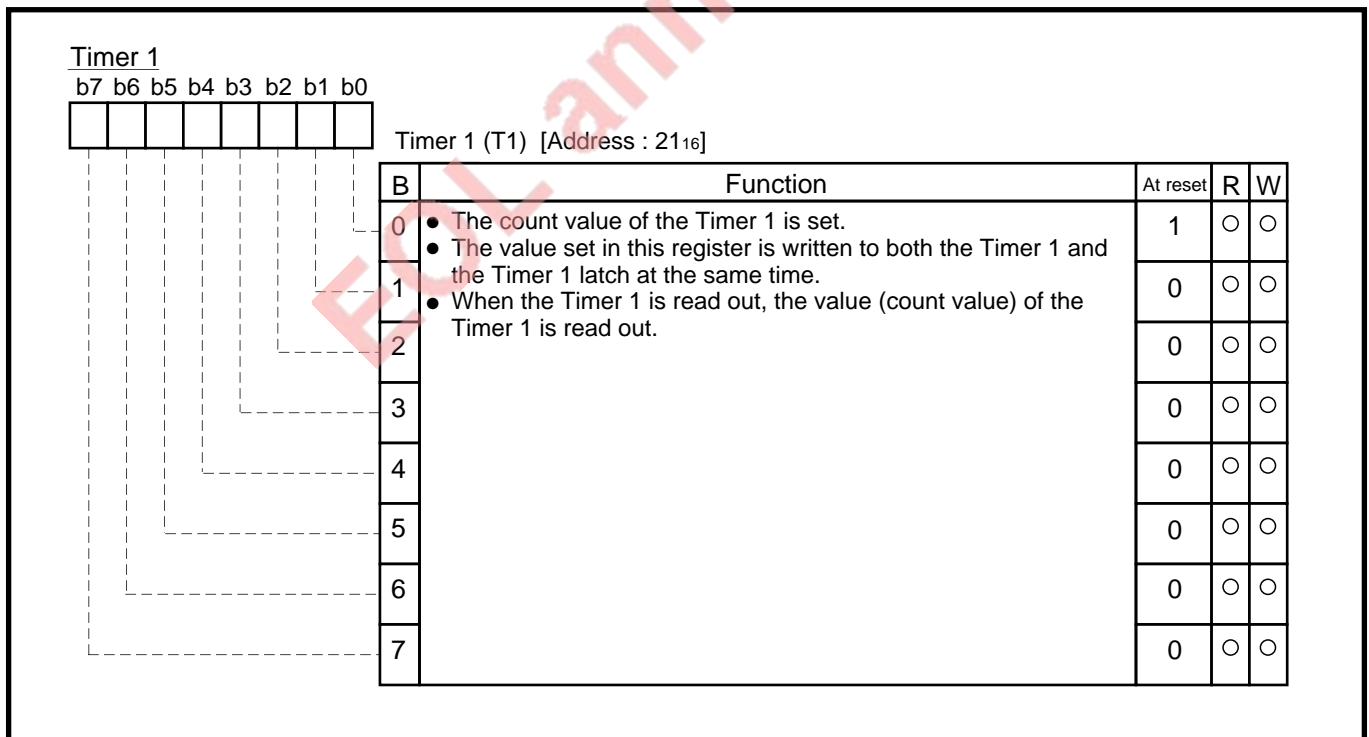 Timer 1
b7 b6 b5 b4 b3 b2 b1 b0
Timer 1 (T1) [Address : 2116]
B Function At reset R W
0 ● The count value of the Timer 1 is set. 1 ○ ○
● The value set in this register is written to both the Timer 1 and
the Timer 1 latch at the same time.
1 0 ○ ○
● When the Timer 1 is read out, the value (count value) of the
Timer 1 is read out.
2 0 ○ ○
3 0 ○ ○
4 0 ○ ○
5 0 ○ ○
6 0 ○ ○
7 0 ○ ○
EOL